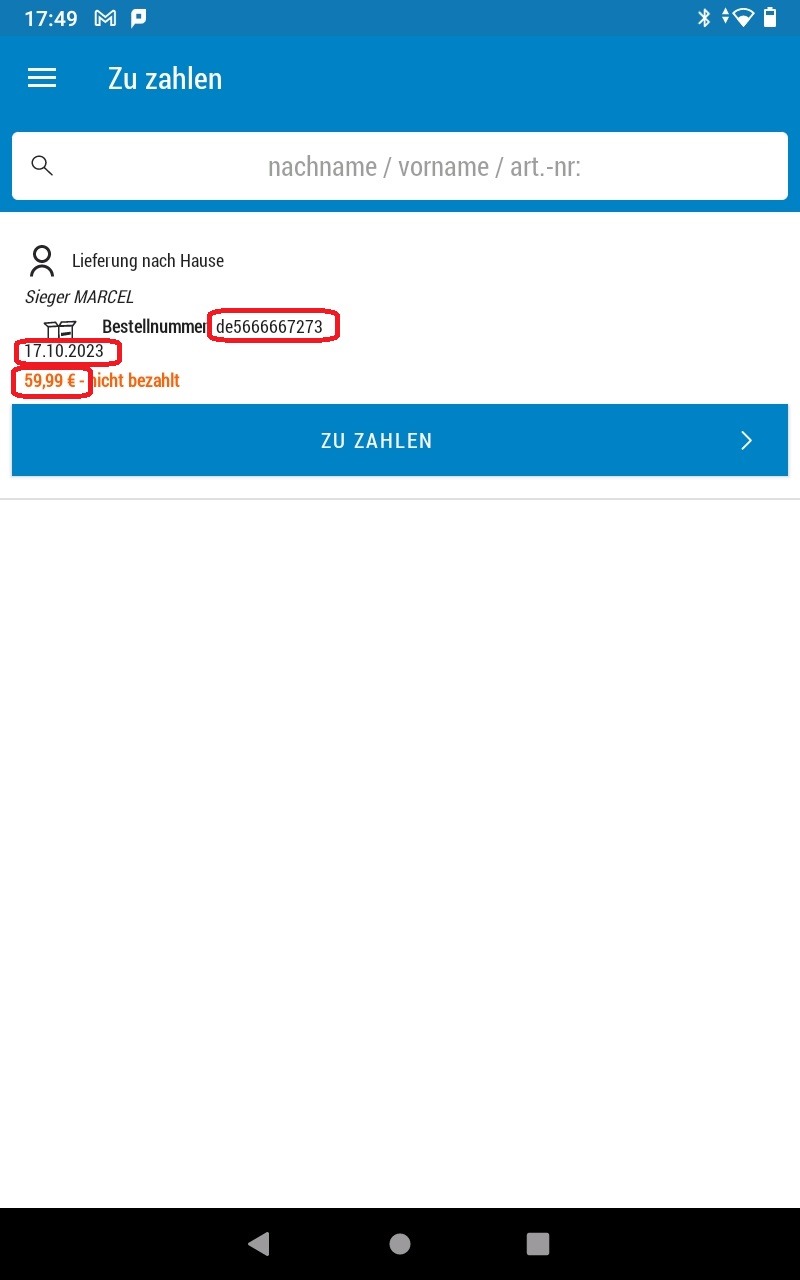 17:49
Zu zahlen
nachname / vorname / art.-nr:
Lieferung nach Hause
Sieger MARCEL
Bestellnummer de5666667273
17.10.2023
59,99 € - nicht bezahlt
ZU ZAHLEN